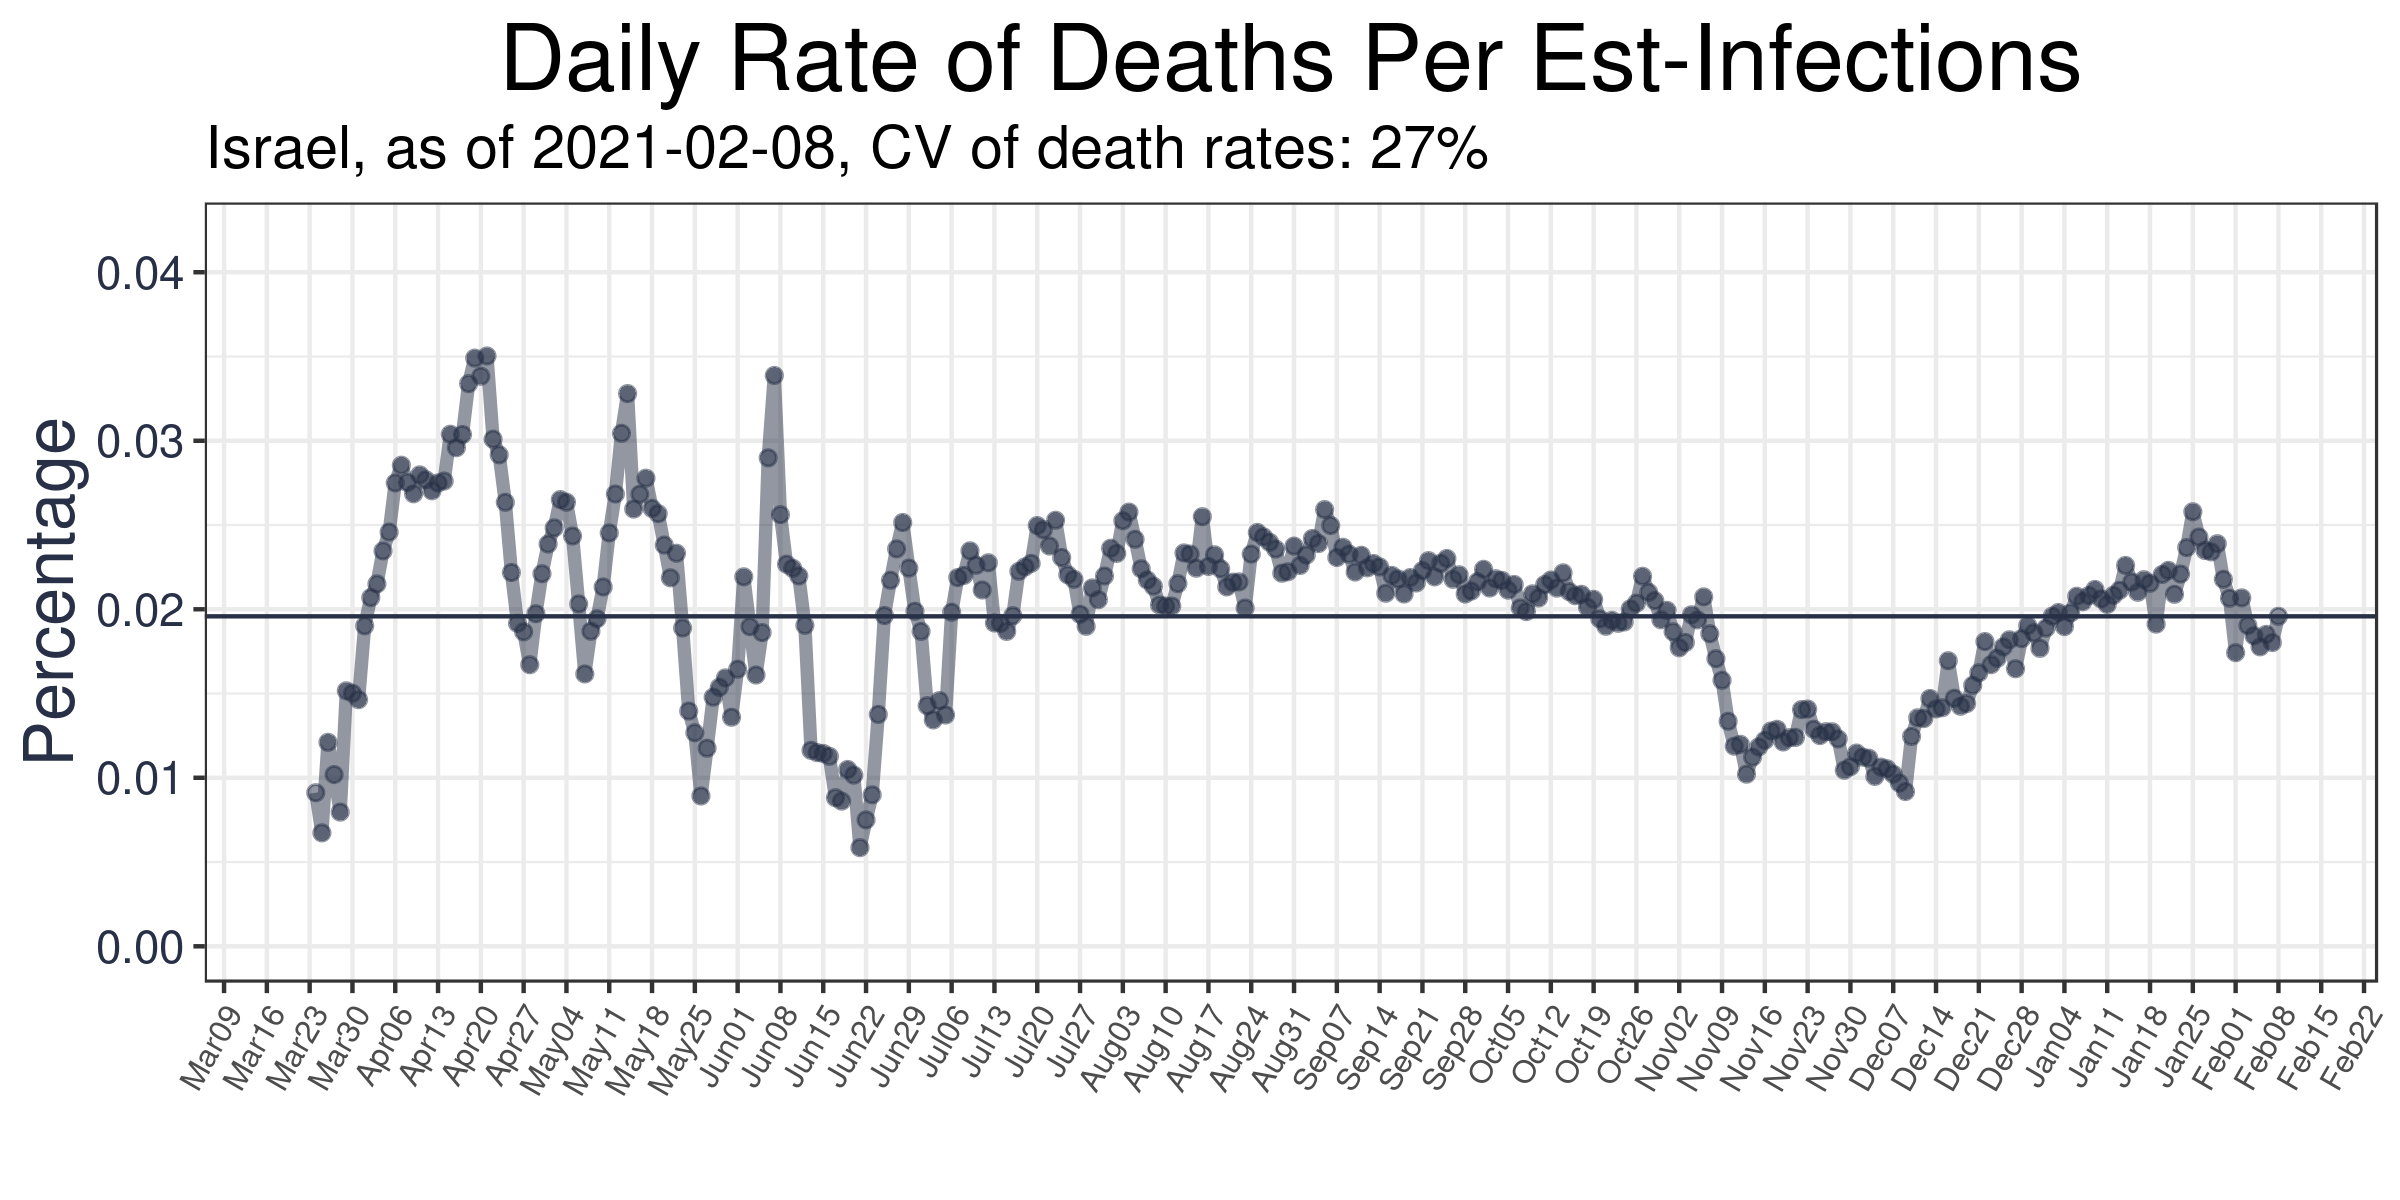 Daily Rate of Deaths Per Est-Infections
Israel, as of 2021-02-08, CV of death rates: 27%
Percentage
0.04
0.03
0.02
0.01
0.00
Mar09
Mar16
Mar23
Mar30
Apr06
Apr13
Apr20
Apr27
May04
May11
May18
May25
Jun01
Jun08
Jun15
Jun22
Jun29
Jul06
Jul13
Jul20
Jul27
Aug03
Aug10
Aug17
Aug24
Aug31
Sep07
Sep14
Sep21
Sep28
Oct05
Oct12
Oct19
Oct26
Nov02
Nov09
Nov16
Nov23
Nov30
Dec07
Dec14
Dec21
Dec28
Jan04
Jan11
Jan18
Jan25
Feb01
Feb08
Feb15
Feb22